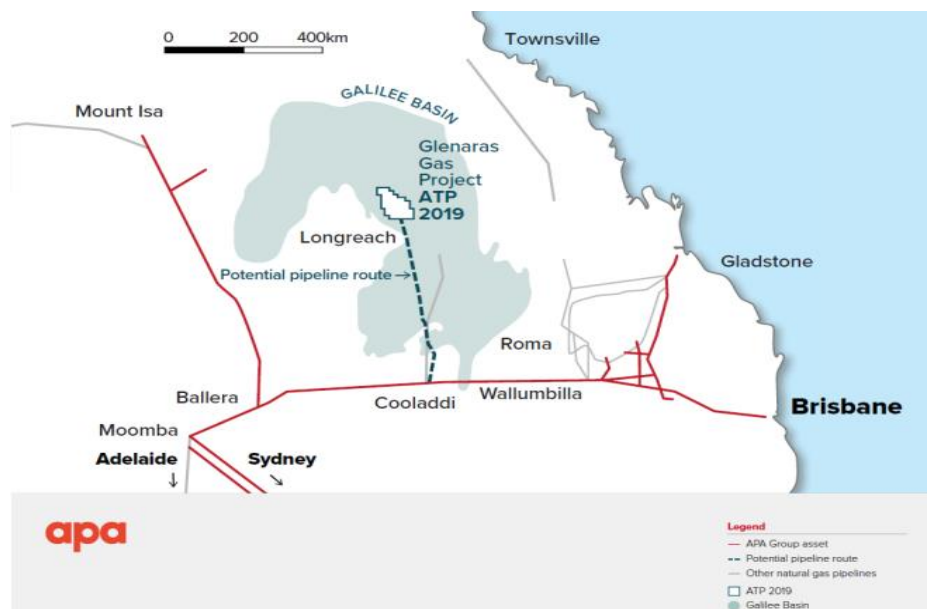 0 200 400km
Townsville
GALILEE BASIN
Mount Isa
Glenaras
Gas
Project
ATP
2019
Longreach
Potential pipeline route
Gladstone
Roma
Ballera
Cooladdi
Wallumbilla
Brisbane
Moomba
Adelaide
Sydney
apa
Legend
APA Group asset
Potential pipeline route
Other natural gas pipelines
ATP 2019
Galilee Basin